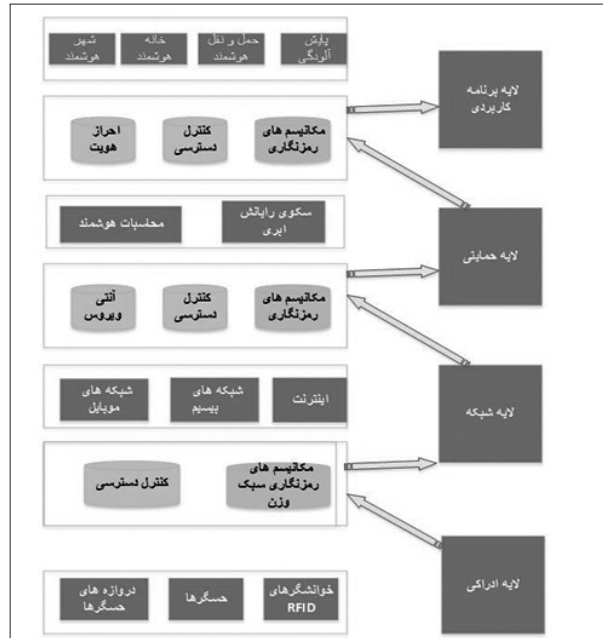 پایش
آلودگی
حمل و نقل
هوشمند
خانه
هوشمند
شهر
هوشمند
لایه برنامه
کاربردی
مکانیسم های
رمزنگاری
کنترل
دسترسی
احراز
هویت
سکوی رایانش
ابری
محاسبات هوشمند
لایه حمایتی
مکانیسم های
رمزنگاری
کنترل
دسترسی
آنتی
ویروس
اینترنت
شبکه های
بیسیم
شبکه های
موبایل
لایه شبکه
مکانیسم های
رمزنگاری سبک
وزن
کنترل دسترسی
لایه ادراکی
خوانشگرهای
RFID
حسگرها
دروازه های
حسگرها